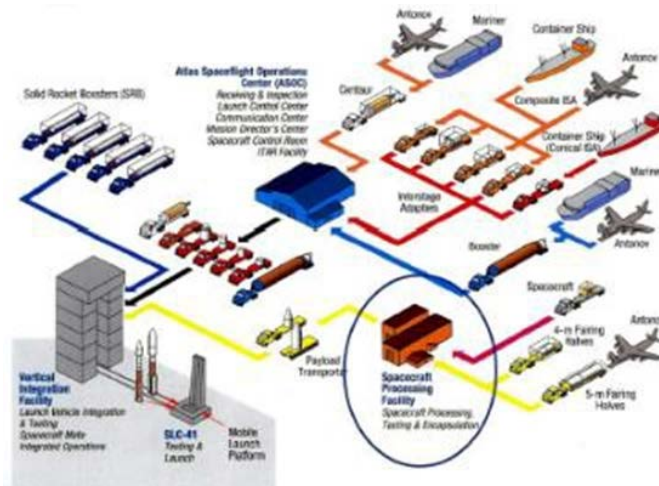 Antonov
Mariner
Container Ship
Antonov
Solid Rocket Boosters (SRB)
Atlas Spaceflight Operations
Center (ASOC)
Receiving & Inspection
Launch Control Center
Communication Center
Mission Director's Center
Spacecraft Control Room
Centaur
Composite ISA
Container Ship
(Conical ISA)
Mariner
Interstage
Adapters
Booster
Antonov
Spacecraft
4-m Fairing
Halves
Antonov
5-m Fairing
Halves
Payload
Transporter
Spacecraft
Processing
Facility
Spacecraft Processing,
Testing & Encapsulation
Vertical
Integration
Facility
Launch Vehicle Integration
& Testing
Spacecraft Mate
Integrated Operations
SLC-41
Testing &
Launch
Mobile
Launch
Platform